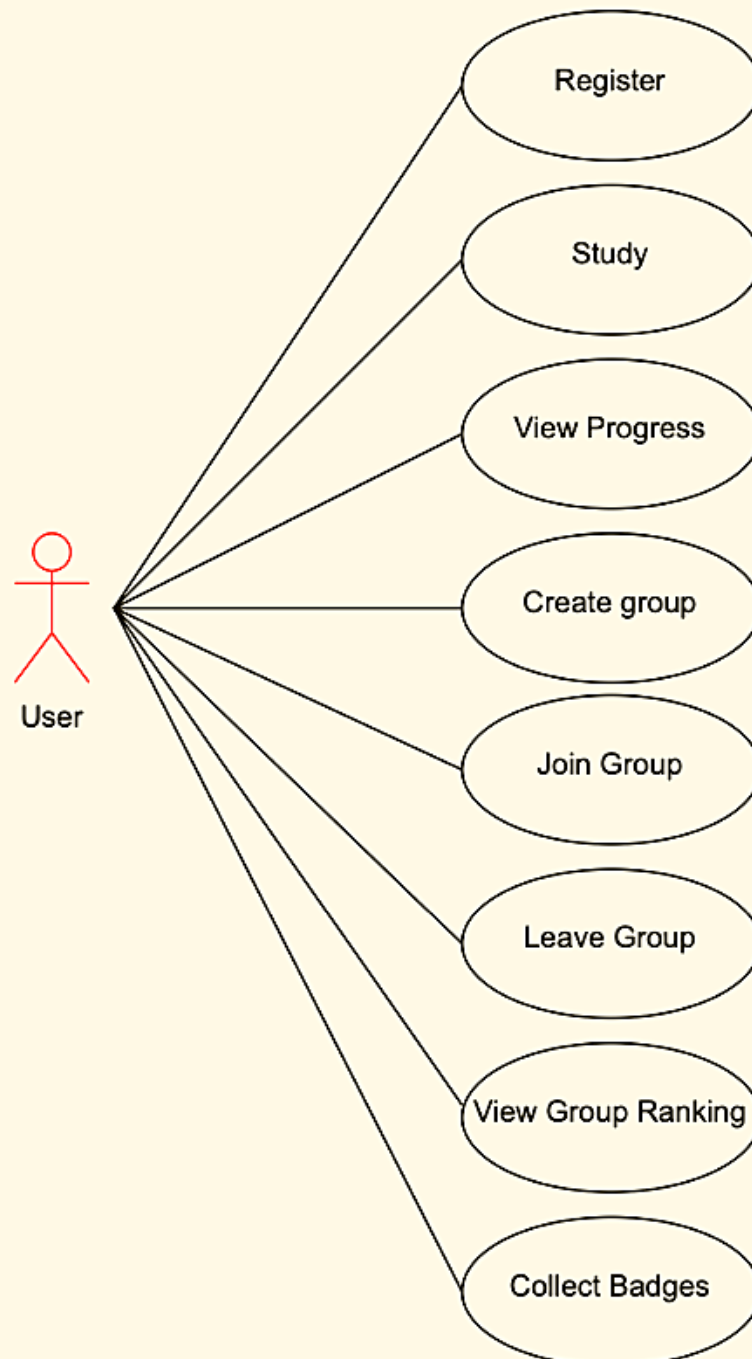 Register
Study
View Progress
Create group
User
Join Group
Leave Group
View Group Ranking
Collect Badges